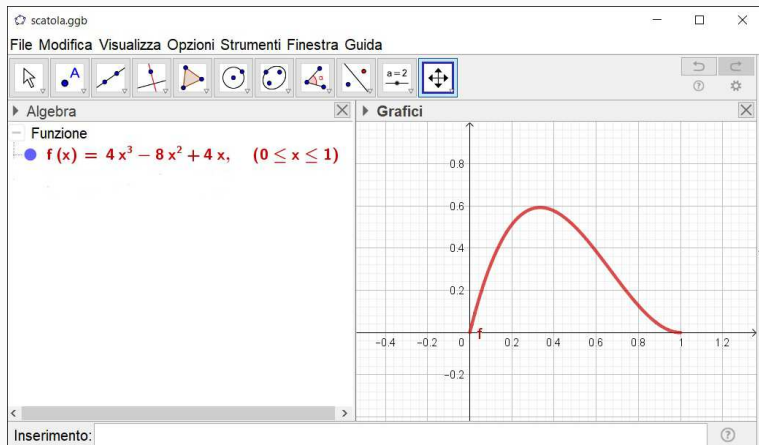 scatola.ggb
File Modifica Visualizza Opzioni Strumenti Finestra Guida
A
α
a=2
Algebra
Grafici
Funzione
f(x) = 4x³ − 8x² + 4x, (0 ≤ x ≤ 1)
0.8
0.6
0.4
0.2
f
−0.4 −0.2 0 0.2 0.4 0.6 0.8 1 1.2
−0.2
Inserimento: